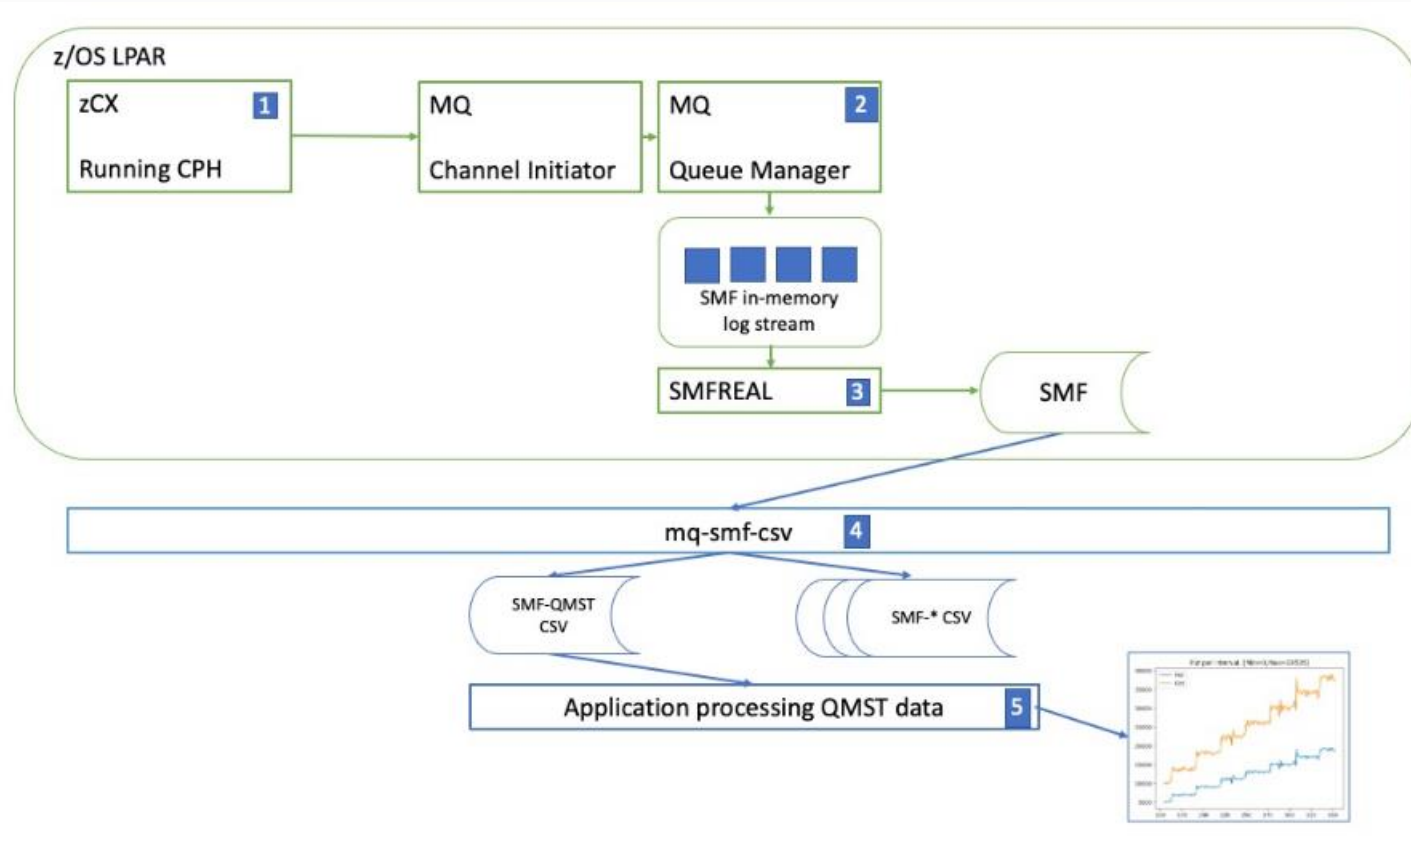 z/OS LPAR
zCX
1
Running CPH
MQ
Channel Initiator
MQ
2
Queue Manager
SMF in-memory
log stream
SMFREAL
3
SMF
mq-smf-csv
4
SMF-QMST
CSV
SMF-* CSV
Application processing QMST data
5